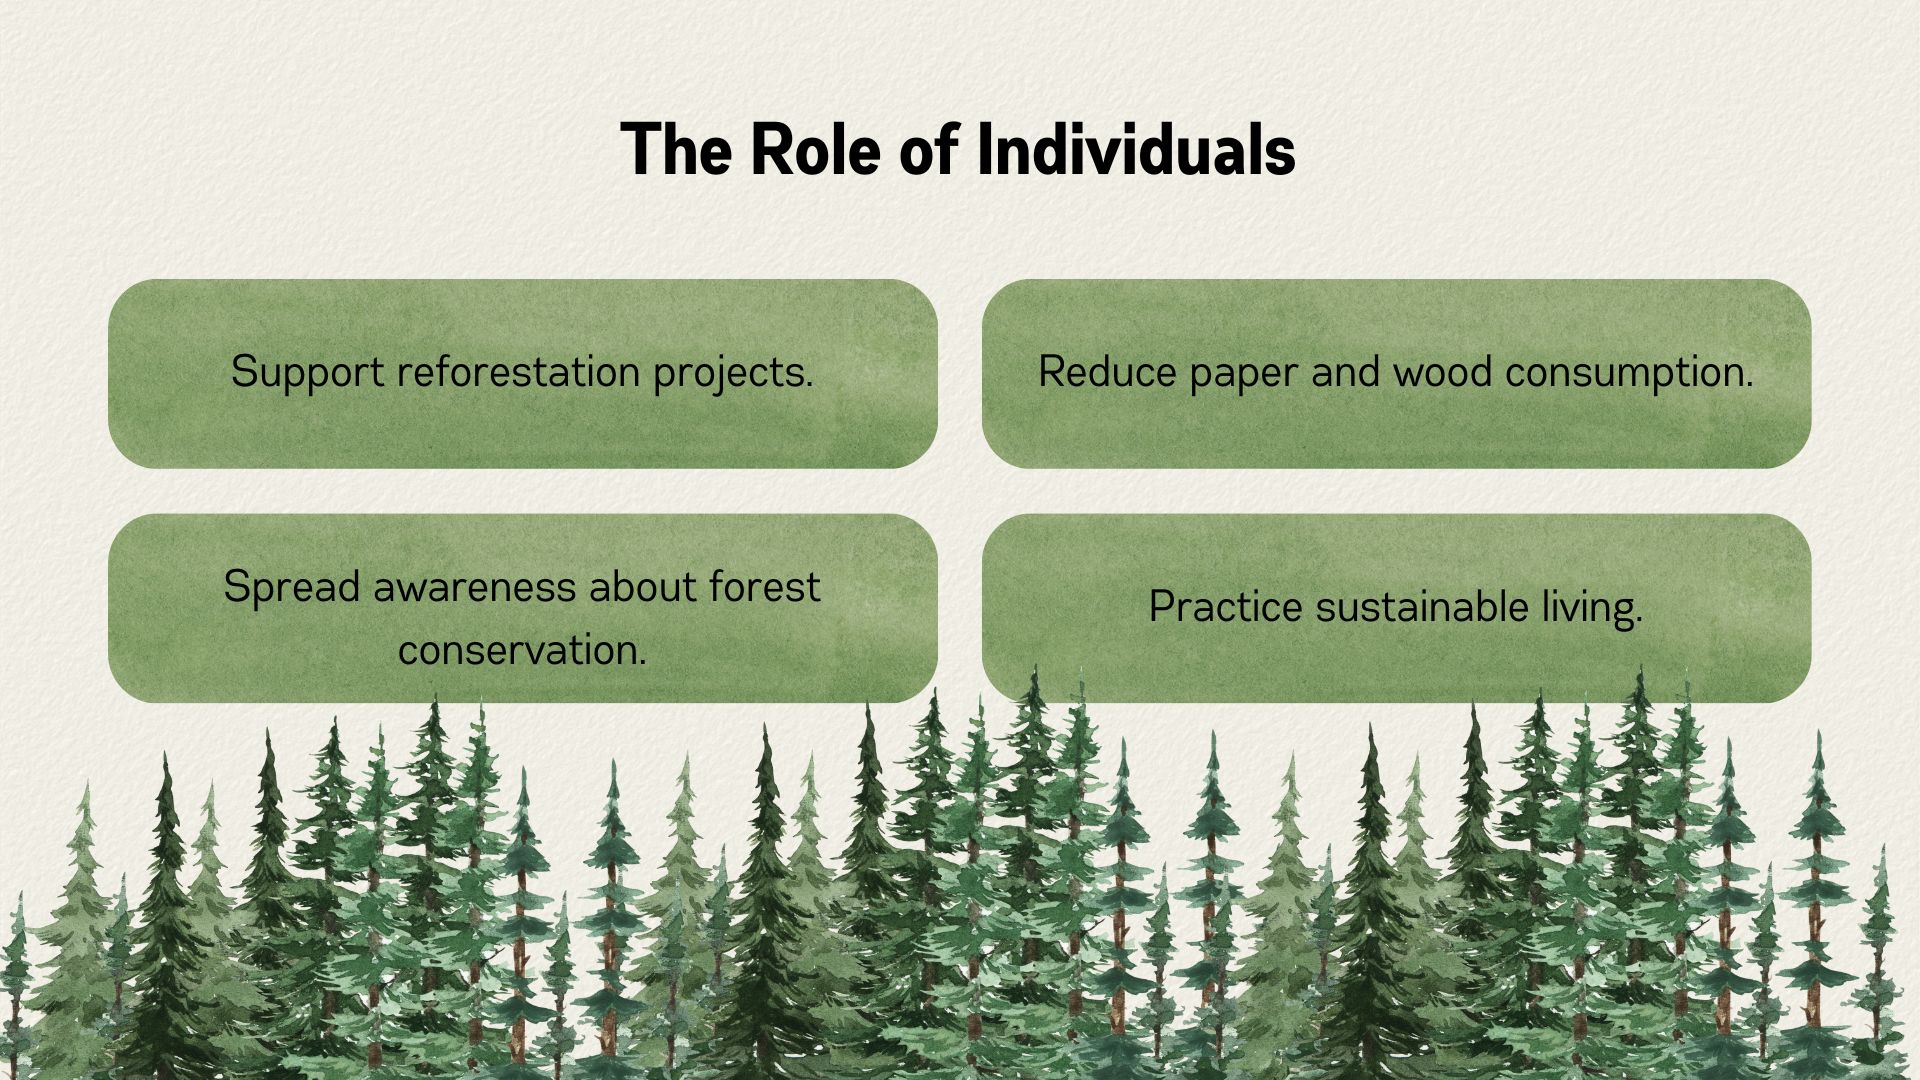 The Role of Individuals
Support reforestation projects.
Reduce paper and wood consumption.
Spread awareness about forest
conservation.
Practice sustainable living.